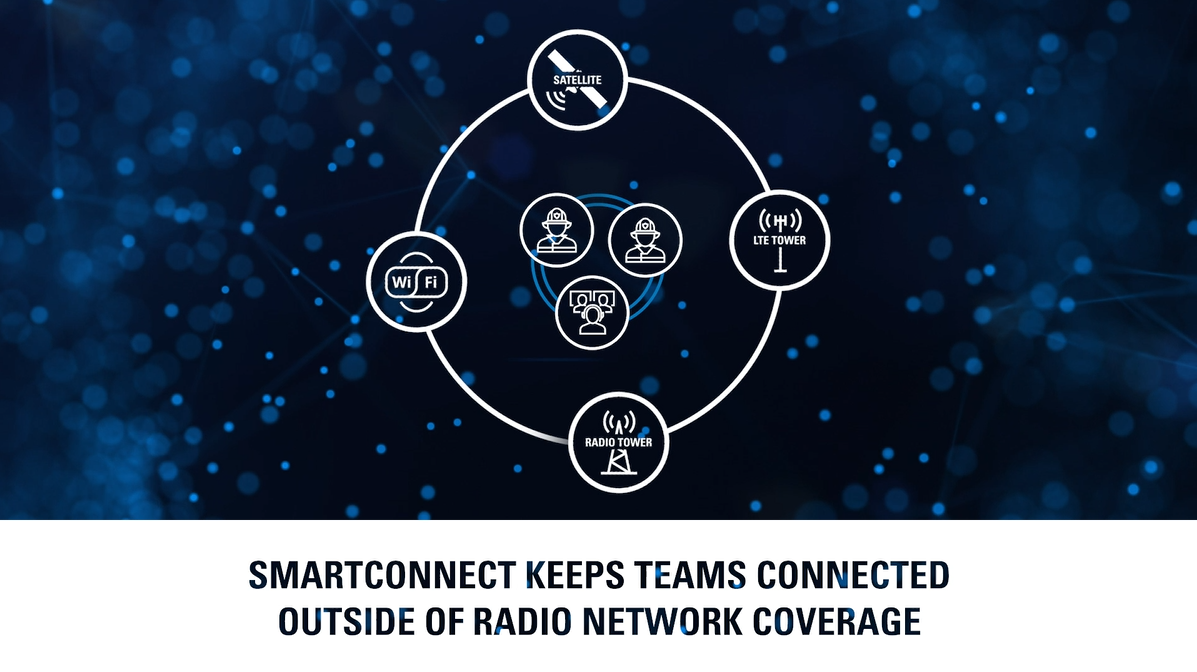 SATELLITE
LTE TOWER
Wi Fi
RADIO TOWER
SMARTCONNECT KEEPS TEAMS CONNECTED
OUTSIDE OF RADIO NETWORK COVERAGE